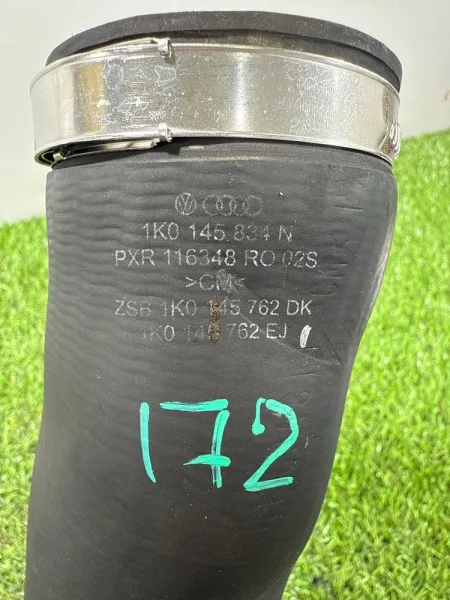 1K0 145 834 N
PXR 116348 RO 02S
>CM<
ZSB 1K0 145 762 DK
1K0 145 762 EJ
172